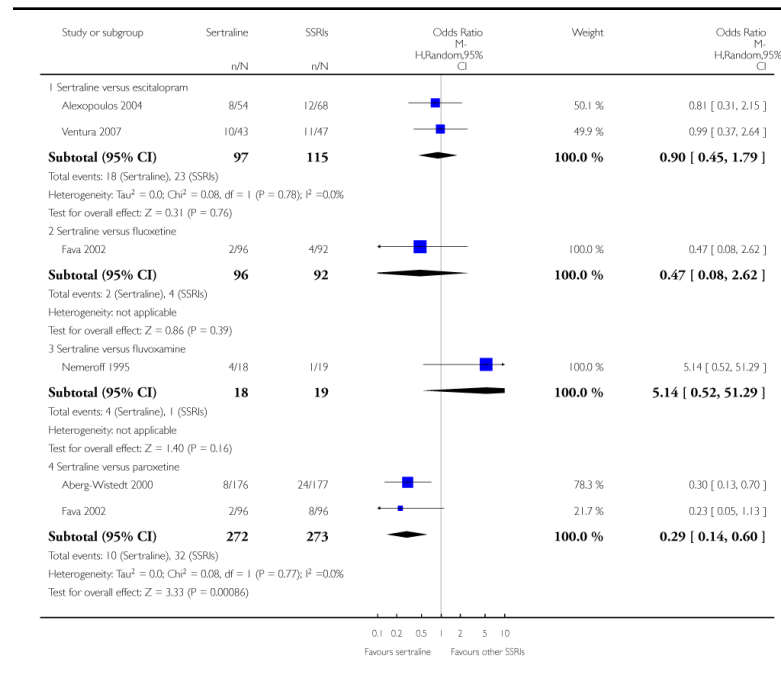 Study or subgroup Sertraline SSRIs Odds Ratio Weight Odds Ratio
M- M-
H,Random,95% H,Random,95%
n/N n/N CI CI
1 Sertraline versus escitalopram
Alexopoulos 2004 8/54 12/68 50.1 % 0.81 [ 0.31, 2.15 ]
Ventura 2007 10/43 11/47 49.9 % 0.99 [ 0.37, 2.64 ]
Subtotal (95% CI) 97 115 100.0 % 0.90 [ 0.45, 1.79 ]
Total events: 18 (Sertraline), 23 (SSRIs)
Heterogeneity: Tau² = 0.0; Chi² = 0.08, df = 1 (P = 0.78); I² =0.0%
Test for overall effect: Z = 0.31 (P = 0.76)
2 Sertraline versus fluoxetine
Fava 2002 2/96 4/92 100.0 % 0.47 [ 0.08, 2.62 ]
Subtotal (95% CI) 96 92 100.0 % 0.47 [ 0.08, 2.62 ]
Total events: 2 (Sertraline), 4 (SSRIs)
Heterogeneity: not applicable
Test for overall effect: Z = 0.86 (P = 0.39)
3 Sertraline versus fluvoxamine
Nemeroff 1995 4/18 1/19 100.0 % 5.14 [ 0.52, 51.29 ]
Subtotal (95% CI) 18 19 100.0 % 5.14 [ 0.52, 51.29 ]
Total events: 4 (Sertraline), 1 (SSRIs)
Heterogeneity: not applicable
Test for overall effect: Z = 1.40 (P = 0.16)
4 Sertraline versus paroxetine
Aberg-Wistedt 2000 8/176 24/177 78.3 % 0.30 [ 0.13, 0.70 ]
Fava 2002 2/96 8/96 21.7 % 0.23 [ 0.05, 1.13 ]
Subtotal (95% CI) 272 273 100.0 % 0.29 [ 0.14, 0.60 ]
Total events: 10 (Sertraline), 32 (SSRIs)
Heterogeneity: Tau² = 0.0; Chi² = 0.08, df = 1 (P = 0.77); I² =0.0%
Test for overall effect: Z = 3.33 (P = 0.00086)
0.1 0.2 0.5 1 2 5 10
Favours sertraline Favours other SSRIs